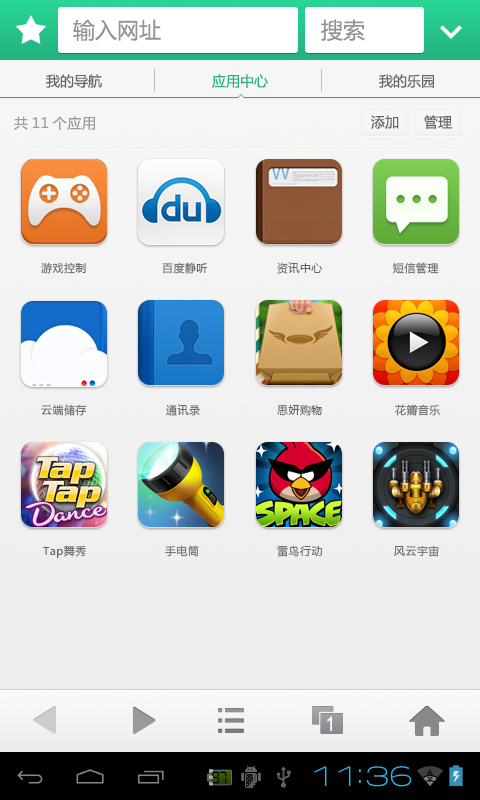 输入网址 搜索
我的导航 应用中心 我的乐园
共 11 个应用 添加 管理
du
W
游戏控制 百度静听 资讯中心 短信管理
云端储存 通讯录 思妍购物 花瓣音乐
Tap
Tap
Dance
SPACE
Tap舞秀 手电筒 雷鸟行动 风云宇宙
1
37
11:36